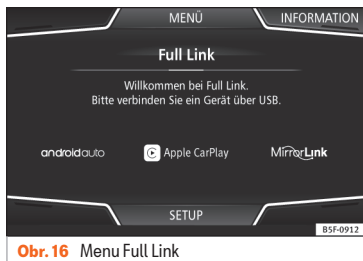 MENÜ
INFORMATION
Full Link
Willkommen bei Full Link.
Bitte verbinden Sie ein Gerät über USB.
androidauto
Apple CarPlay
MirrorLink
SETUP
B5F-0912
Obr. 16 Menu Full Link